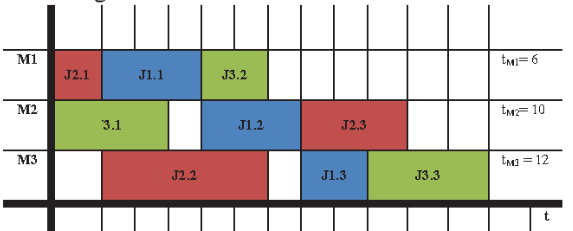 M1 J2.1 J1.1 J3.2 tM1= 6
M2 3.1 J1.2 J2.3 tM2= 10
M3 J2.2 J1.3 J3.3 tM3 = 12
t